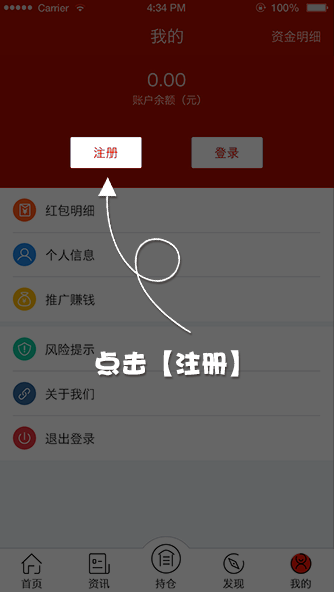 Carrier 4:34 PM 100%
我的 资金明细
0.00
账户余额（元）
注册 登录
红包明细
个人信息
推广赚钱
风险提示
点击【注册】
关于我们
退出登录
首页 资讯 持仓 发现 我的